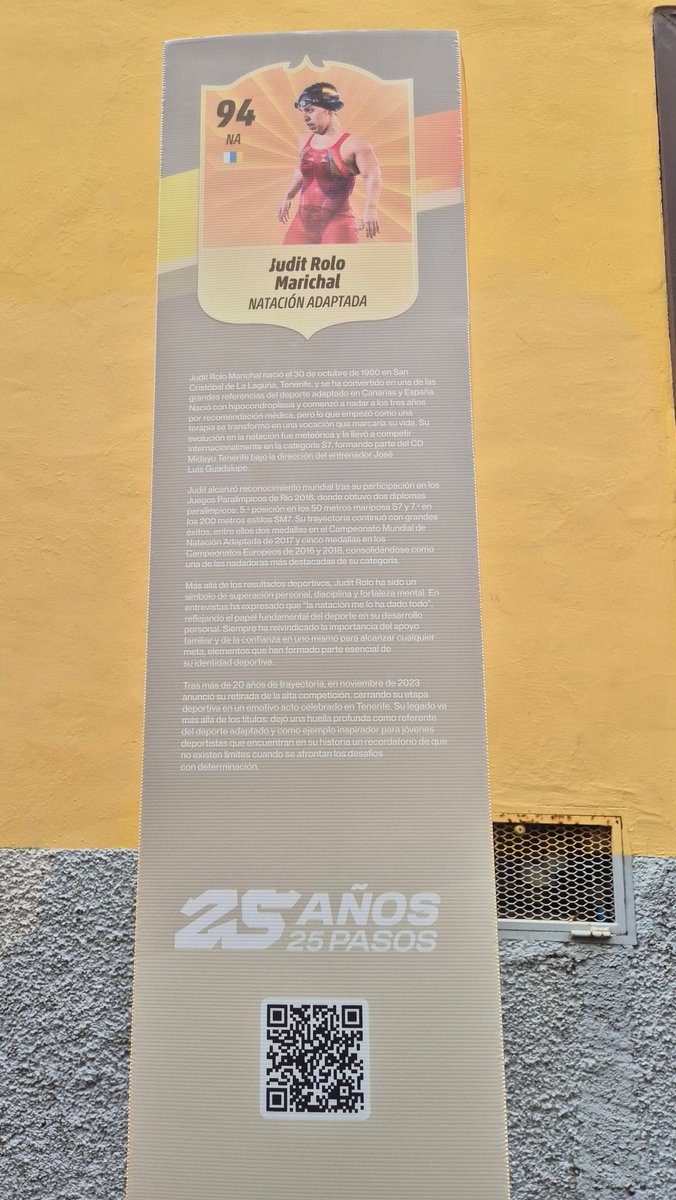 94
NA
Judit Rolo
Marichal
NATACIÓN ADAPTADA
Judit Rolo Marichal nació el 30 de octubre de 1990 en San
Cristóbal de La Laguna, Tenerife, y se ha convertido en una de las
grandes referencias del deporte adaptado en Canarias y España.
Nació con hipocondroplasia y comenzó a nadar a los tres años
por recomendación médica, pero lo que empezó como una
terapia se transformó en una vocación que marcaría su vida. Su
evolución en la natación fue meteórica y la llevó a competir
internacionalmente en la categoría S7, formando parte del CD
Midayu Tenerife bajo la dirección del entrenador José
Luis Guadalupe.
Judit alcanzó reconocimiento mundial tras su participación en los
Juegos Paralímpicos de Río 2016, donde obtuvo dos diplomas
paralímpicos: 5.ª posición en los 50 metros mariposa S7 y 7.ª en
los 200 metros estilos SM7. Su trayectoria continuó con grandes
éxitos, entre ellos dos medallas en el Campeonato Mundial de
Natación Adaptada de 2017 y cinco medallas en los
Campeonatos Europeos de 2016 y 2018, consolidándose como
una de las nadadoras más destacadas de su categoría.
Más allá de los resultados deportivos, Judit Rolo ha sido un
símbolo de superación personal, disciplina y fortaleza mental. En
entrevistas ha expresado que “la natación me lo ha dado todo”,
reflejando el papel fundamental del deporte en su desarrollo
personal. Siempre ha reivindicado la importancia del apoyo
familiar y de la confianza en uno mismo para alcanzar cualquier
meta, elementos que han formado parte esencial de
su identidad deportiva.
Tras más de 20 años de trayectoria, en noviembre de 2023
anunció su retirada de la alta competición, cerrando su etapa
deportiva en un emotivo acto celebrado en Tenerife. Su legado va
más allá de los títulos: dejó una huella profunda como referente
del deporte adaptado y como ejemplo inspirador para jóvenes
deportistas que encuentran en su historia un recordatorio de que
no existen límites cuando se afrontan los desafíos
con determinación.
25 AÑOS
25 PASOS